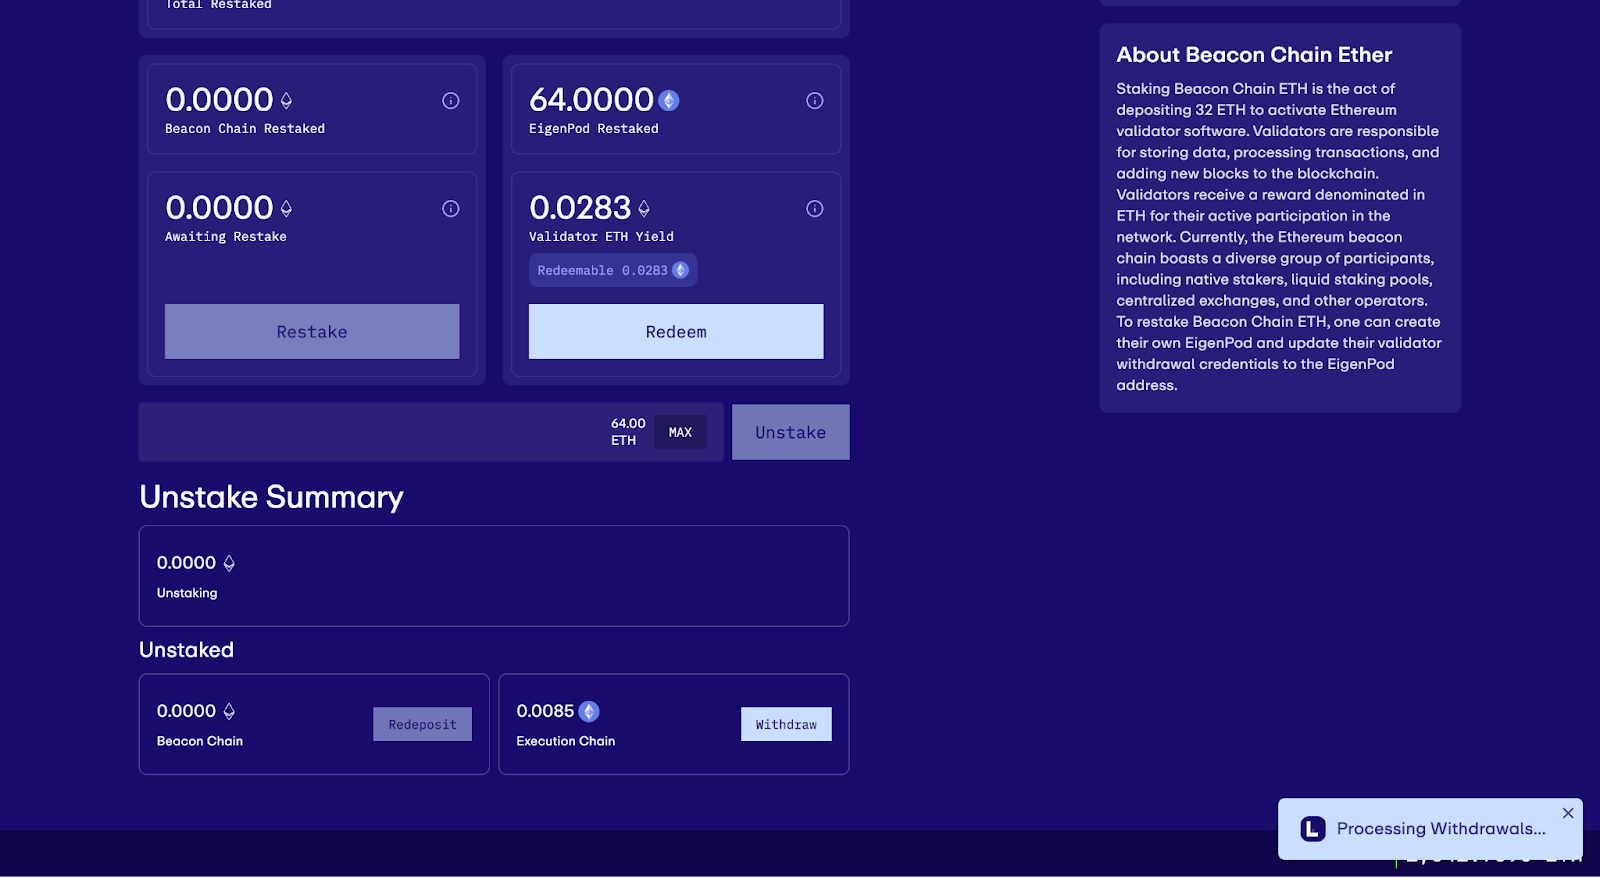 Total Restaked
0.0000
Beacon Chain Restaked
64.0000
EigenPod Restaked
0.0000
Awaiting Restake
Restake
0.0283
Validator ETH Yield
Redeemable 0.0283
Redeem
64.00
ETH
MAX
Unstake
Unstake Summary
0.0000
Unstaking
Unstaked
0.0000
Beacon Chain
Redeposit
0.0085
Execution Chain
Withdraw
About Beacon Chain Ether
Staking Beacon Chain ETH is the act of
depositing 32 ETH to activate Ethereum
validator software. Validators are responsible
for storing data, processing transactions, and
adding new blocks to the blockchain.
Validators receive a reward denominated in
ETH for their active participation in the
network. Currently, the Ethereum beacon
chain boasts a diverse group of participants,
including native stakers, liquid staking pools,
centralized exchanges, and other operators.
To restake Beacon Chain ETH, one can create
their own EigenPod and update their validator
withdrawal credentials to the EigenPod
address.
L Processing Withdrawals...